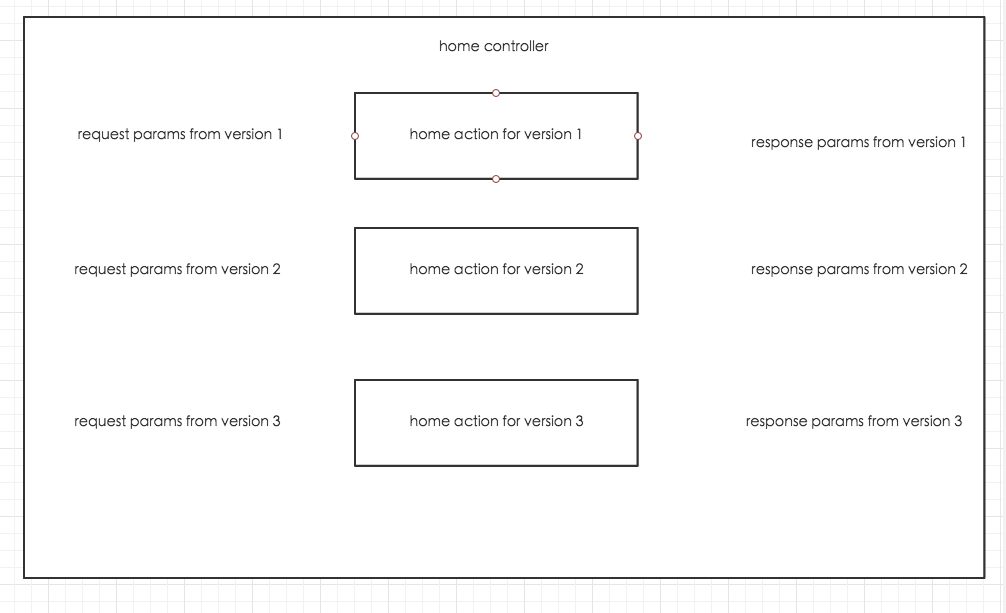 home controller
request params from version 1
home action for version 1
response params from version 1
request params from version 2
home action for version 2
response params from version 2
request params from version 3
home action for version 3
response params from version 3